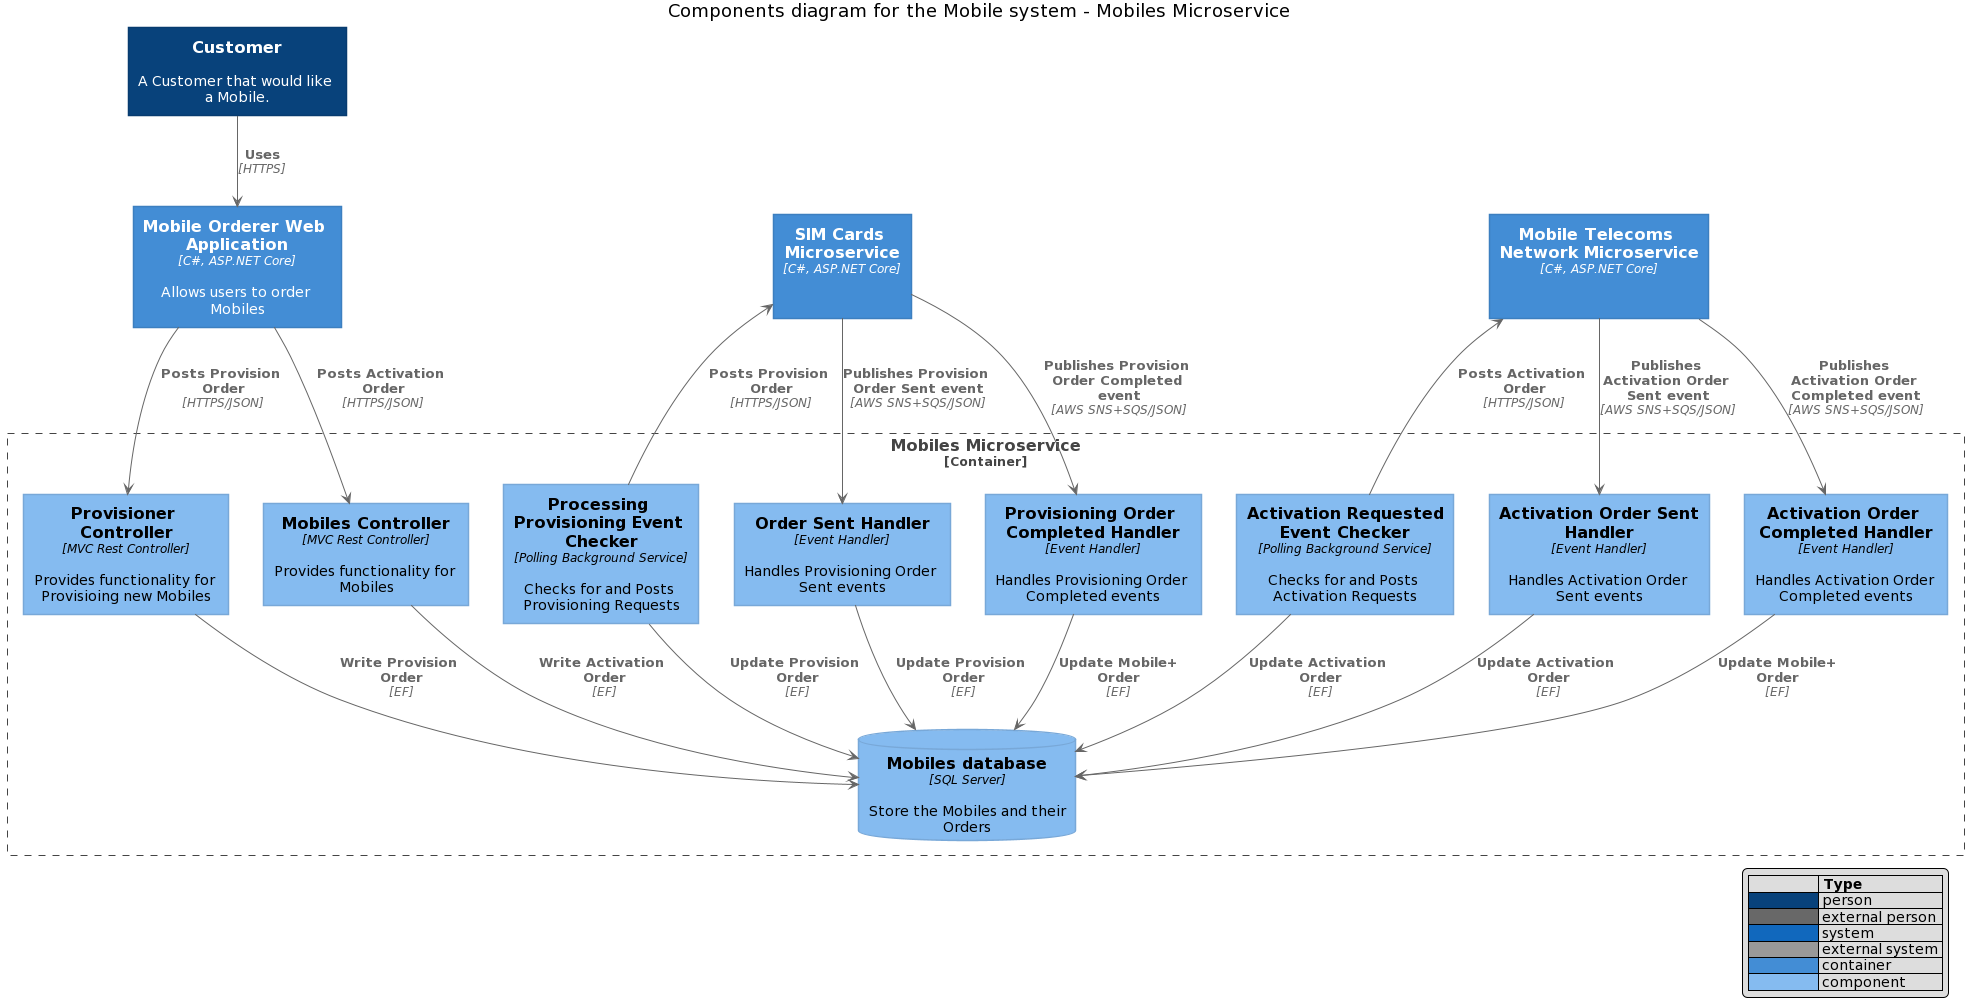 Components diagram for the Mobile system - Mobiles Microservice
Customer
A Customer that would like
a Mobile.
Uses
[HTTPS]
Mobile Orderer Web
Application
[C#, ASP.NET Core]
Allows users to order
Mobiles
SIM Cards
Microservice
[C#, ASP.NET Core]
Mobile Telecoms
Network Microservice
[C#, ASP.NET Core]
Posts Provision
Order
[HTTPS/JSON]
Posts Activation
Order
[HTTPS/JSON]
Posts Provision
Order
[HTTPS/JSON]
Publishes Provision
Order Sent event
[AWS SNS+SQS/JSON]
Publishes Provision
Order Completed
event
[AWS SNS+SQS/JSON]
Posts Activation
Order
[HTTPS/JSON]
Publishes
Activation Order
Sent event
[AWS SNS+SQS/JSON]
Publishes
Activation Order
Completed event
[AWS SNS+SQS/JSON]
Mobiles Microservice
[Container]
Provisioner
Controller
[MVC Rest Controller]
Provides functionality for
Provisioing new Mobiles
Mobiles Controller
[MVC Rest Controller]
Provides functionality for
Mobiles
Processing
Provisioning Event
Checker
[Polling Background Service]
Checks for and Posts
Provisioning Requests
Order Sent Handler
[Event Handler]
Handles Provisioning Order
Sent events
Provisioning Order
Completed Handler
[Event Handler]
Handles Provisioning Order
Completed events
Activation Requested
Event Checker
[Polling Background Service]
Checks for and Posts
Activation Requests
Activation Order Sent
Handler
[Event Handler]
Handles Activation Order
Sent events
Activation Order
Completed Handler
[Event Handler]
Handles Activation Order
Completed events
Write Provision
Order
[EF]
Write Activation
Order
[EF]
Update Provision
Order
[EF]
Update Provision
Order
[EF]
Update Mobile+
Order
[EF]
Update Activation
Order
[EF]
Update Activation
Order
[EF]
Update Mobile+
Order
[EF]
Mobiles database
[SQL Server]
Store the Mobiles and their
Orders
Type
person
external person
system
external system
container
component